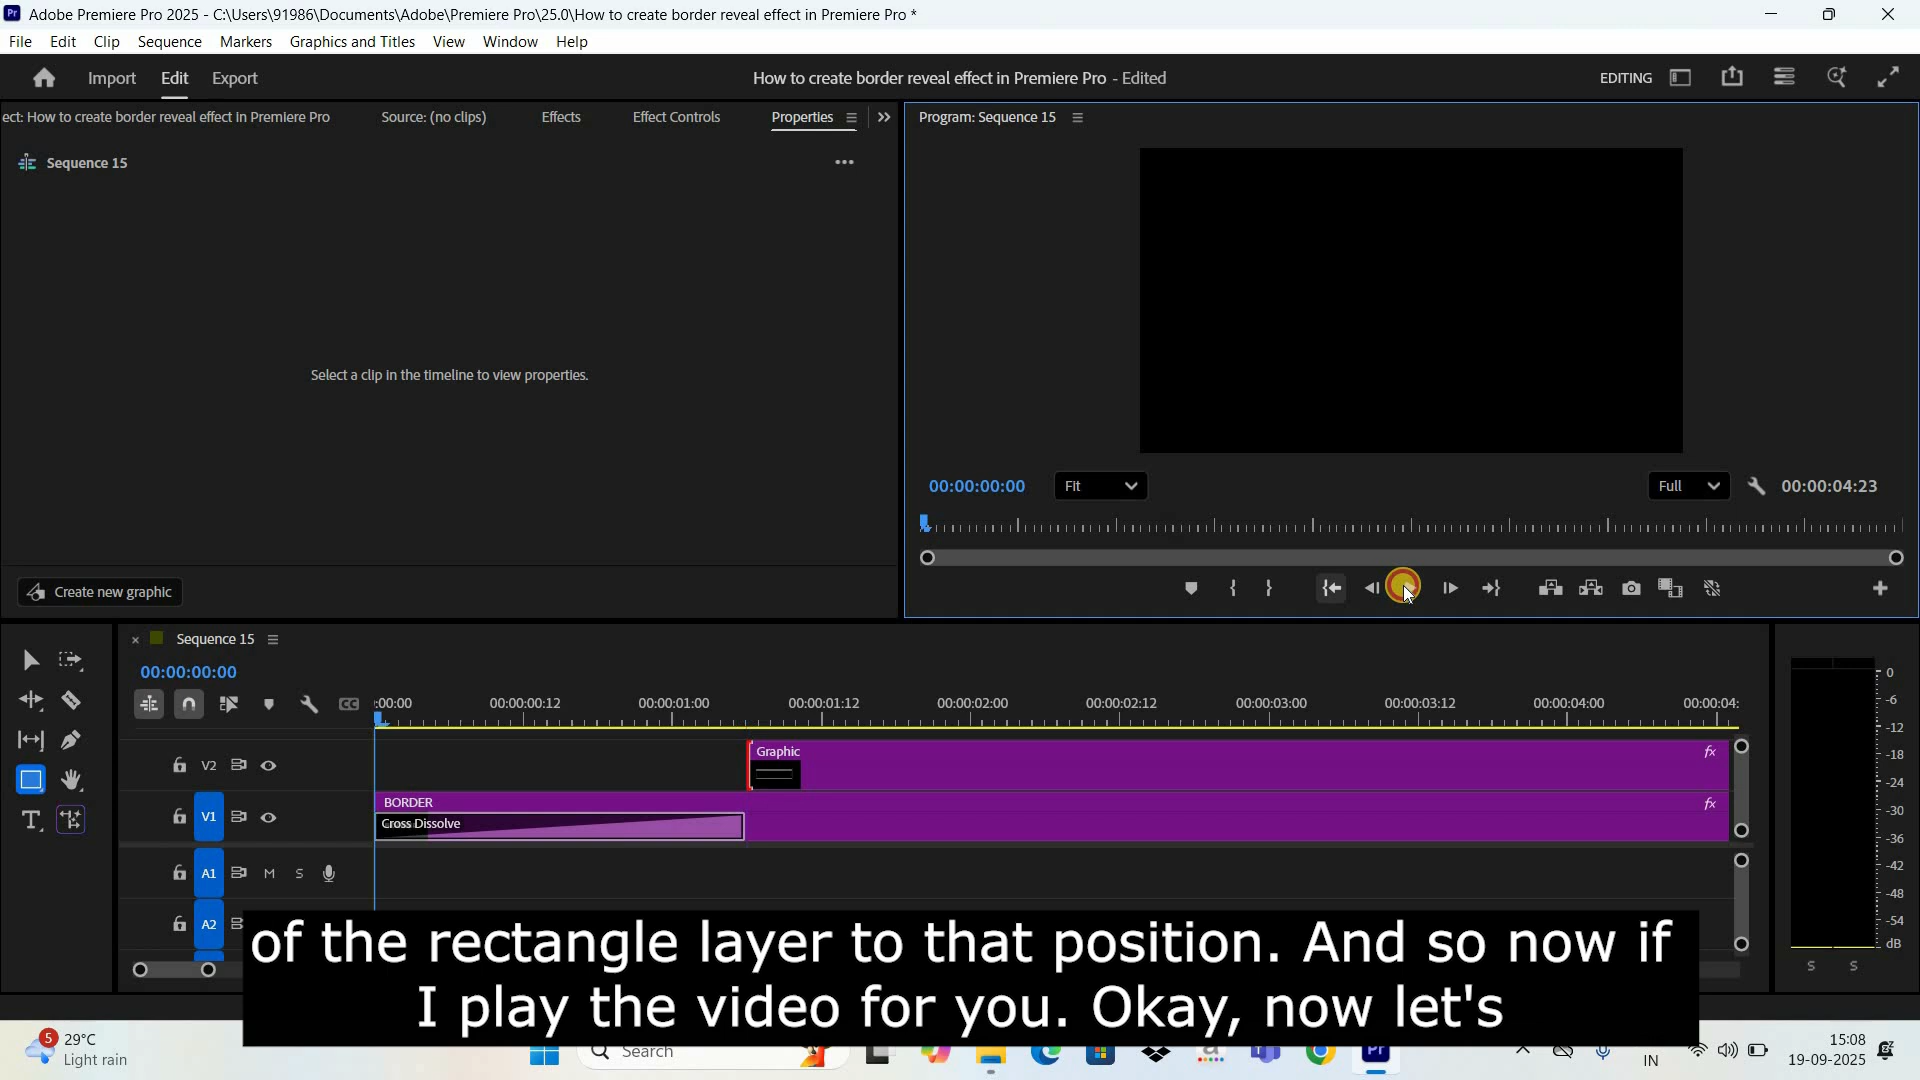 Pr Adobe Premiere Pro 2025 - C:\Users\91986\Documents\Adobe\Premiere Pro\25.0\How to create border reveal effect in Premiere Pro *
File Edit Clip Sequence Markers Graphics and Titles View Window Help
Import Edit Export How to create border reveal effect in Premiere Pro - Edited EDITING
ect: How to create border reveal effect in Premiere Pro Source: (no clips) Effects Effect Controls Properties Program: Sequence 15
Sequence 15
Select a clip in the timeline to view properties.
00:00:00:00 Fit Full 00:00:04:23
Create new graphic
Sequence 15
00:00:00:00
:00:00 00:00:00:12 00:00:01:00 00:00:01:12 00:00:02:00 00:00:02:12 00:00:03:00 00:00:03:12 00:00:04:00 00:00:04:
V2 Graphic fx
V1 BORDER fx
Cross Dissolve
A1 M S
A2
0
-6
-12
-18
-24
-30
-36
-42
-48
-54
dB
S S
of the rectangle layer to that position. And so now if
I play the video for you. Okay, now let's
5 29°C
Light rain
Search
Pr
IN
15:08
19-09-2025